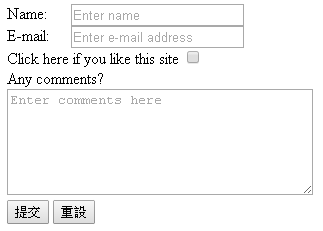 Name: Enter name
E-mail: Enter e-mail address
Click here if you like this site
Any comments?
Enter comments here
提交 重設